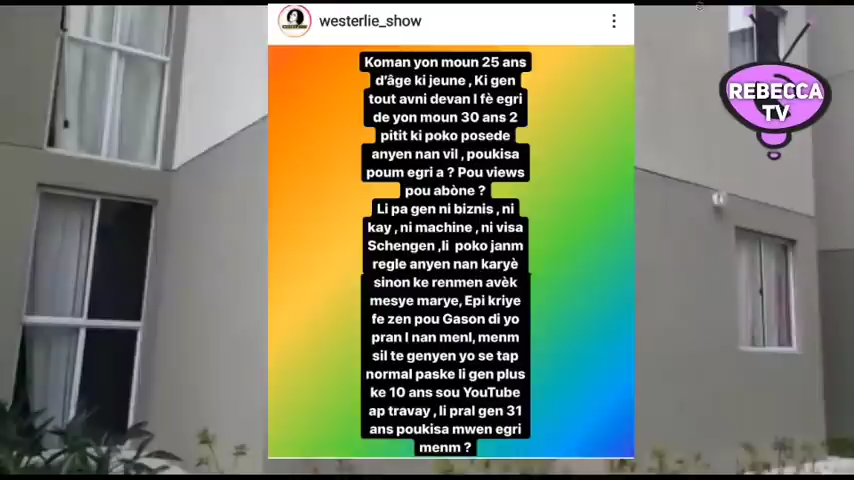 westerlie_show
REBECCA
TV
Koman yon moun 25 ans
d'âge ki jeune , Ki gen
tout avni devan l fè egri
de yon moun 30 ans 2
pitit ki poko posede
anyen nan vil , poukisa
poum egri a ? Pou views
pou abòne ?
Li pa gen ni biznis , ni
kay , ni machine , ni visa
Schengen ,li poko janm
regle anyen nan karyè
sinon ke renmen avèk
mesye marye, Epi kriye
fe zen pou Gason di yo
pran l nan menl, menm
sil te genyen yo se tap
normal paske li gen plus
ke 10 ans sou YouTube
ap travay , li pral gen 31
ans poukisa mwen egri
menm ?